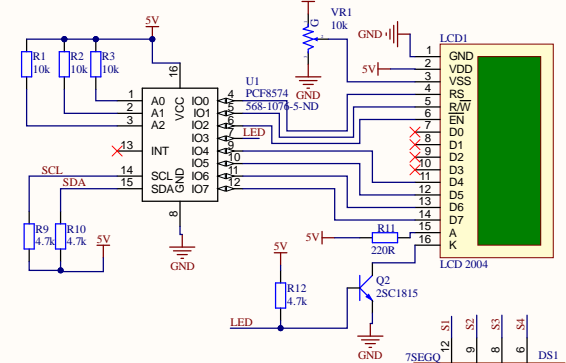 5V
R1
10k
R2
10k
R3
10k
16
VCC
U1
PCF8574
568-1076-5-ND
1
A0
2
A1
3
A2
13
INT
14
SCL
15
SDA
GND
8
GND
IO0
4
IO1
5
IO2
6
IO3
7
LED
IO4
9
IO5
10
IO6
11
IO7
12
SCL
SDA
R9
4.7k
R10
4.7k
5V
VR1
10k
G
GND
GND
5V
LCD1
1
GND
2
VDD
3
VSS
4
RS
5
R/W
6
EN
7
D0
8
D1
9
D2
10
D3
11
D4
12
D5
13
D6
14
D7
15
A
16
K
LCD 2004
5V
R11
220R
5V
R12
4.7k
LED
Q2
2SC1815
GND
S1
S2
S3
S4
12
9
8
6
7SEGQ
DS1